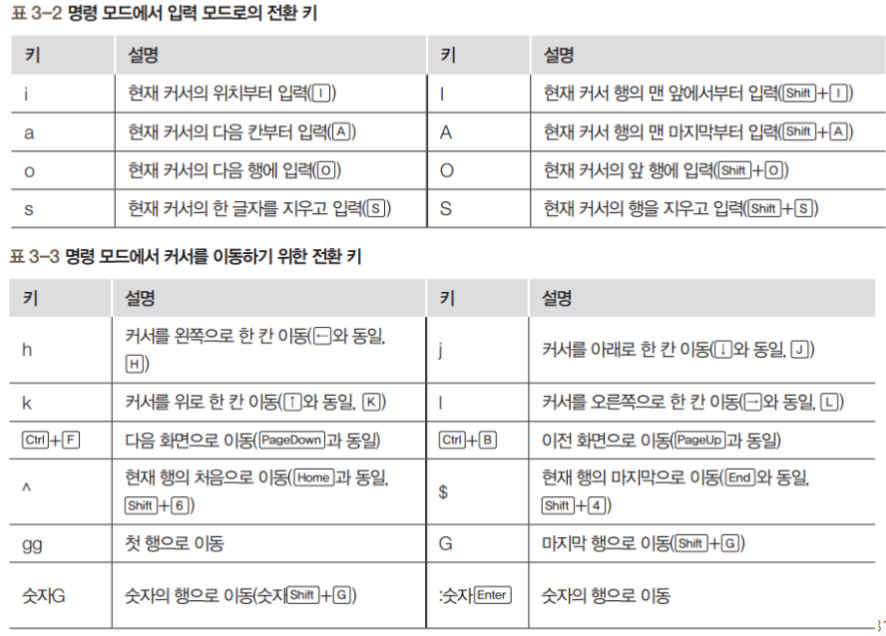 표 3-2 명령 모드에서 입력 모드로의 전환 키
키 설명 키 설명
i 현재 커서의 위치부터 입력(I) I 현재 커서 행의 맨 앞에서부터 입력(Shift+I)
a 현재 커서의 다음 칸부터 입력(A) A 현재 커서 행의 맨 마지막부터 입력(Shift+A)
o 현재 커서의 다음 행에 입력(O) O 현재 커서의 앞 행에 입력(Shift+O)
s 현재 커서의 한 글자를 지우고 입력(S) S 현재 커서의 행을 지우고 입력(Shift+S)
표 3-3 명령 모드에서 커서를 이동하기 위한 전환 키
키 설명 키 설명
h 커서를 왼쪽으로 한 칸 이동(←와 동일,
H) j 커서를 아래로 한 칸 이동(↓와 동일, J)
k 커서를 위로 한 칸 이동(↑와 동일, K) l 커서를 오른쪽으로 한 칸 이동(→와 동일, L)
Ctrl+F 다음 화면으로 이동(PageDown과 동일) Ctrl+B 이전 화면으로 이동(PageUp과 동일)
^ 현재 행의 처음으로 이동(Home과 동일,
Shift+6) $ 현재 행의 마지막으로 이동(End와 동일,
Shift+4)
gg 첫 행으로 이동 G 마지막 행으로 이동(Shift+G)
숫자G 숫자의 행으로 이동(숫자Shift+G) :숫자Enter 숫자의 행으로 이동